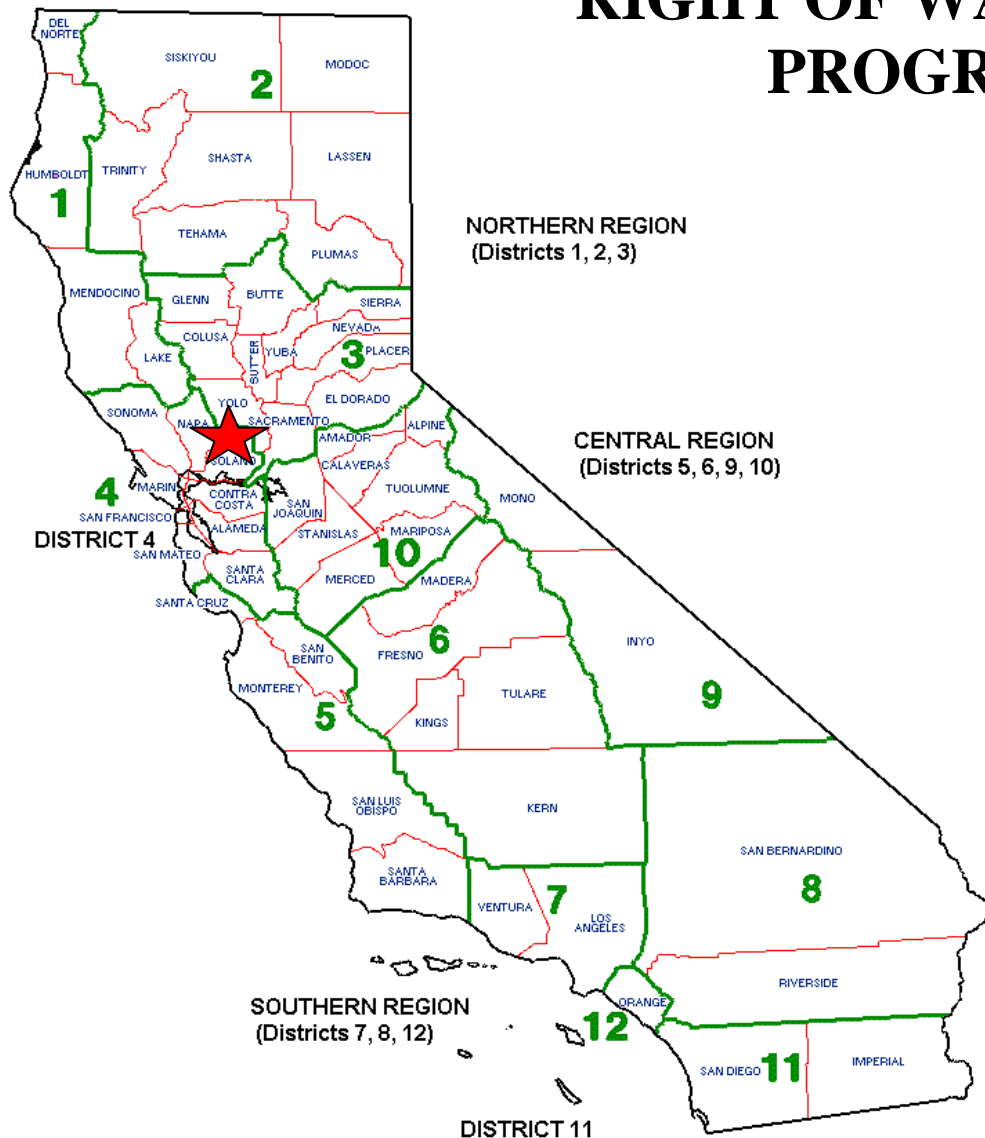 RIGHT OF WA
PROGR
DEL
NORTE
SISKIYOU
MODOC
2
HUMBOLDT
TRINITY
SHASTA
LASSEN
1
TEHAMA
PLUMAS
NORTHERN REGION
(Districts 1, 2, 3)
MENDOCINO
GLENN
BUTTE
SIERRA
COLUSA
NEVADA
LAKE
SUTTER
YUBA
3
PLACER
YOLO
EL DORADO
SONOMA
NAPA
SACRAMENTO
AMADOR
ALPINE
SOLANO
CALAVERAS
CENTRAL REGION
(Districts 5, 6, 9, 10)
4
MARIN
CONTRA
COSTA
SAN
JOAQUIN
TUOLUMNE
MONO
SAN FRANCISCO
ALAMEDA
STANISLAS
MARIPOSA
DISTRICT 4
10
SAN MATEO
SANTA
CLARA
MERCED
MADERA
SANTA CRUZ
SAN
BENITO
FRESNO
6
INYO
MONTEREY
TULARE
9
5
KINGS
SAN LUIS
OBISPO
KERN
SAN BERNARDINO
SANTA
BARBARA
8
VENTURA
7
LOS
ANGELES
RIVERSIDE
SOUTHERN REGION
(Districts 7, 8, 12)
ORANGE
12
SAN DIEGO
11
IMPERIAL
DISTRICT 11